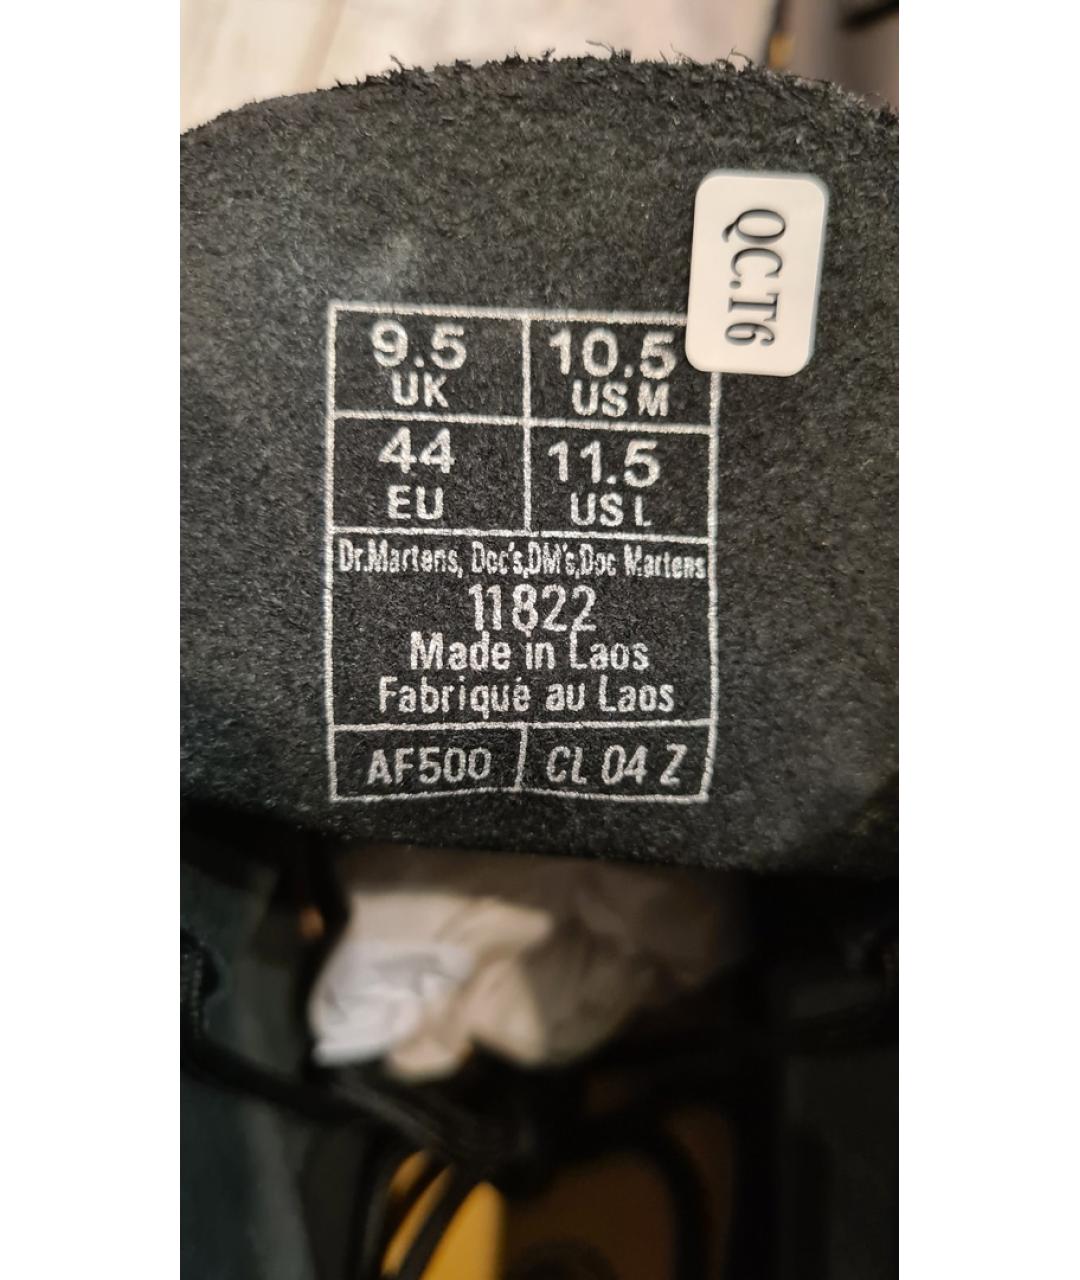 QC.T6
9.5 10.5
UK US M
44 11.5
EU US L
Dr.Martens, Doc's,DM's,Doc Martens
11822
Made in Laos
Fabriqué au Laos
AF500 CL 04 Z